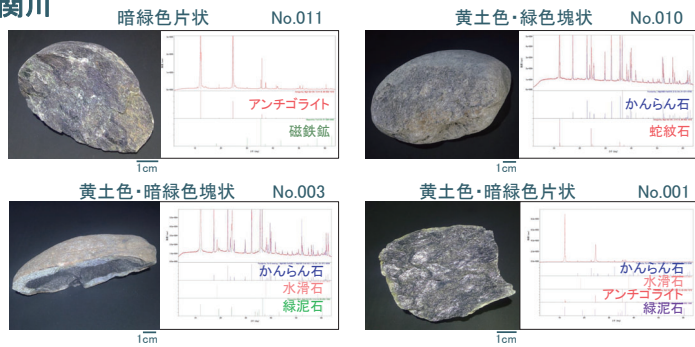 関川
暗緑色片状 No.011
アンチゴライト
磁鉄鉱
1cm
黄土色・緑色塊状 No.010
かんらん石
蛇紋石
1cm
黄土色・暗緑色塊状 No.003
かんらん石
水滑石
緑泥石
1cm
黄土色・暗緑色片状 No.001
かんらん石
水滑石
アンチゴライト
緑泥石
1cm